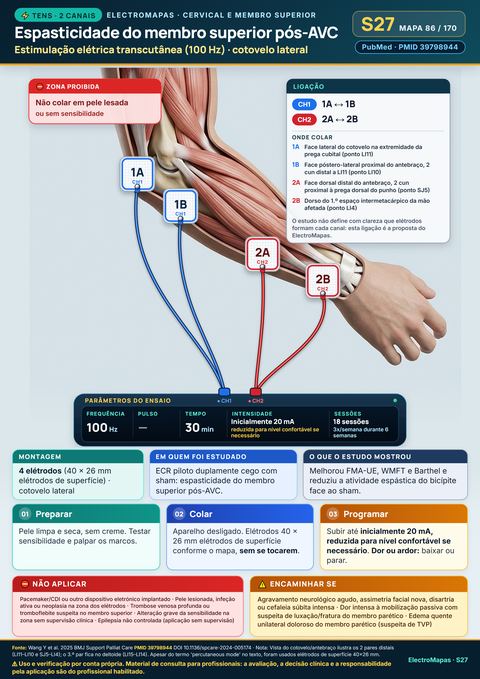 TENS · 2 CANAIS
ELECTROMAPAS · CERVICAL E MEMBRO SUPERIOR
Espasticidade do membro superior pós-AVC
Estimulação elétrica transcutânea (100 Hz) · cotovelo lateral
S27 MAPA 86 / 170
PubMed · PMID 39798944
ZONA PROIBIDA
Não colar em pele lesada
ou sem sensibilidade
LIGAÇÃO
CH1 1A ↔ 1B
CH2 2A ↔ 2B
ONDE COLAR
1A Face lateral do cotovelo na extremidade da
prega cubital (ponto LI11)
1B Face póstero-lateral proximal do antebraço, 2
cun distal a LI11 (ponto LI10)
2A Face dorsal distal do antebraço, 2 cun
proximal à prega dorsal do punho (ponto SJ5)
2B Dorso do 1.º espaço intermetacárpico da mão
afetada (ponto LI4)
O estudo não define com clareza que elétrodos
formam cada canal: esta ligação é a proposta do
ElectroMapas.
1A
CH1
1B
CH1
2A
CH2
2B
CH2
CH1
CH2
PARÂMETROS DO ENSAIO
FREQUÊNCIA
100 Hz
PULSO
—
TEMPO
30 min
INTENSIDADE
Inicialmente 20 mA
reduzida para nível confortável se
necessário
SESSÕES
18 sessões
3x/semana durante 6
semanas
MONTAGEM
4 elétrodos (40 × 26 mm
elétrodos de superfície) ·
cotovelo lateral
EM QUEM FOI ESTUDADO
ECR piloto duplamente cego com
sham: espasticidade do membro
superior pós-AVC.
O QUE O ESTUDO MOSTROU
Melhorou FMA-UE, WMFT e Barthel e
reduziu a atividade espástica do bicípite
face ao sham.
01 Preparar
Pele limpa e seca, sem creme. Testar
sensibilidade e palpar os marcos.
02 Colar
Aparelho desligado. Elétrodos 40 ×
26 mm elétrodos de superfície
conforme o mapa, sem se tocarem.
03 Programar
Subir até inicialmente 20 mA,
reduzida para nível confortável se
necessário. Dor ou ardor: baixar ou
parar.
NÃO APLICAR
Pacemaker/CDI ou outro dispositivo eletrónico implantado · Pele lesionada, infeção
ativa ou neoplasia na zona dos elétrodos · Trombose venosa profunda ou
tromboflebite suspeita no membro superior · Alteração grave da sensibilidade na
zona sem supervisão clínica · Epilepsia não controlada (aplicação sem supervisão)
ENCAMINHAR SE
Agravamento neurológico agudo, assimetria facial nova, disartria
ou cefaleia súbita intensa · Dor intensa à mobilização passiva com
suspeita de luxação/fratura do membro parético · Edema quente
unilateral doloroso do membro parético (suspeita de TVP)
Fonte: Wang Y et al. 2025 BMJ Support Palliat Care PMID 39798944 DOI 10.1136/spcare-2024-005174 · Nota: Vista do cotovelo/antebraço ilustra os 2 pares distais
(LI11-LI10 e SJ5-LI4); o 3.º par fica no deltoide (LI15-LI14). Apesar do termo 'percutaneous mode' no texto, foram usados elétrodos de superfície 40×26 mm.
Uso e verificação por conta própria. Material de consulta para profissionais: a avaliação, a decisão clínica e a responsabilidade
pela aplicação são do profissional habilitado.
ElectroMapas · S27